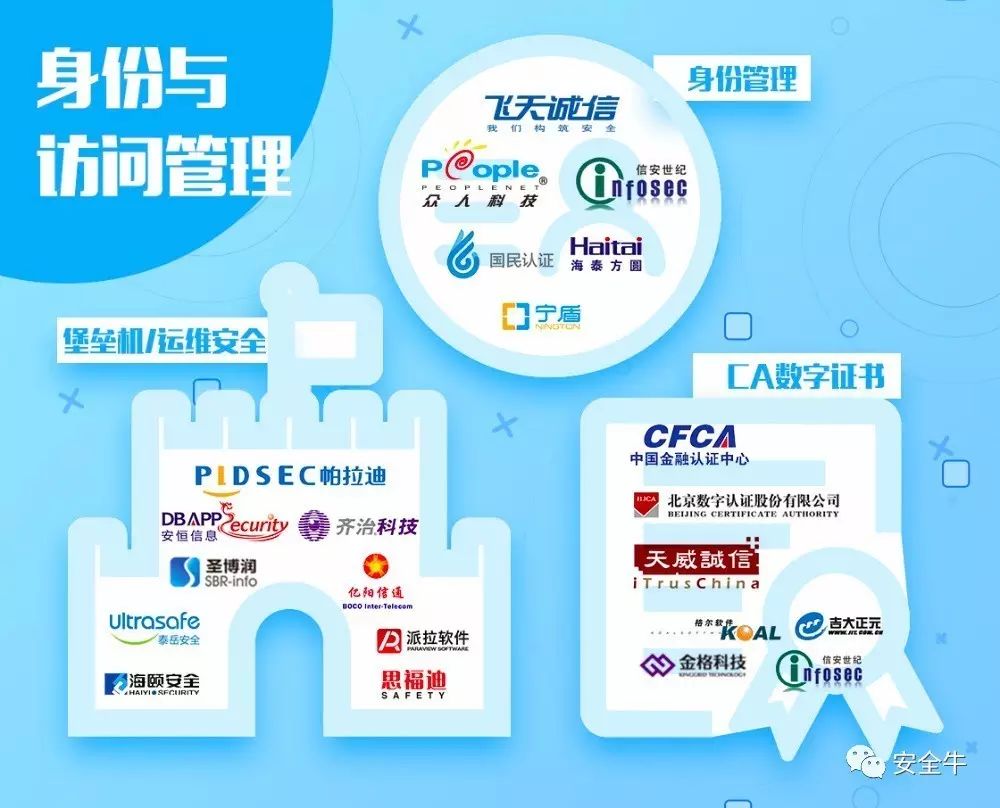 身份与
访问管理
身份管理
飞天诚信
我们构筑安全
People
PEOPLENET®
众人科技
信安世纪
infosec
国民认证
Haitai
海泰方圆
宁盾
NINGTON
堡垒机/运维安全
PLDSEC帕拉迪
DBAPPSecurity
安恒信息
齐治科技
圣博润
SBR-info
亿阳信通
BOCO Inter-Telecom
Ultrasafe
泰岳安全
派拉软件
PARAVIEW SOFTWARE
海颐安全
HAIYI SECURITY
思福迪
SAFETY
CA数字证书
CFCA
中国金融认证中心
BJCA
北京数字认证股份有限公司
BEIJING CERTIFICATE AUTHORITY
天威誠信
iTrusChina
格尔软件
KOAL
吉大正元
WWW.JIT.COM.CN
金格科技
KINGGRID TECHNOLOGY
信安世纪
infosec
安全牛